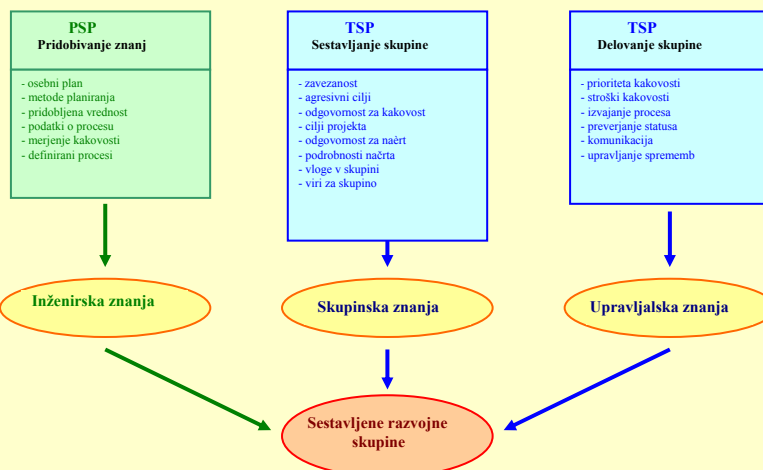 PSP
Pridobivanje znanj
- osebni plan
- metode planiranja
- pridobljena vrednost
- podatki o procesu
- merjenje kakovosti
- definirani procesi
TSP
Sestavljanje skupine
- zavezanost
- agresivni cilji
- odgovornost za kakovost
- cilji projekta
- odgovornost za naèrt
- podrobnosti načrta
- vloge v skupini
- viri za skupino
TSP
Delovanje skupine
- prioriteta kakovosti
- stroški kakovosti
- izvajanje procesa
- preverjanje statusa
- komunikacija
- upravljanje sprememb
Inženirska znanja
Skupinska znanja
Upravljalska znanja
Sestavljene razvojne
skupine